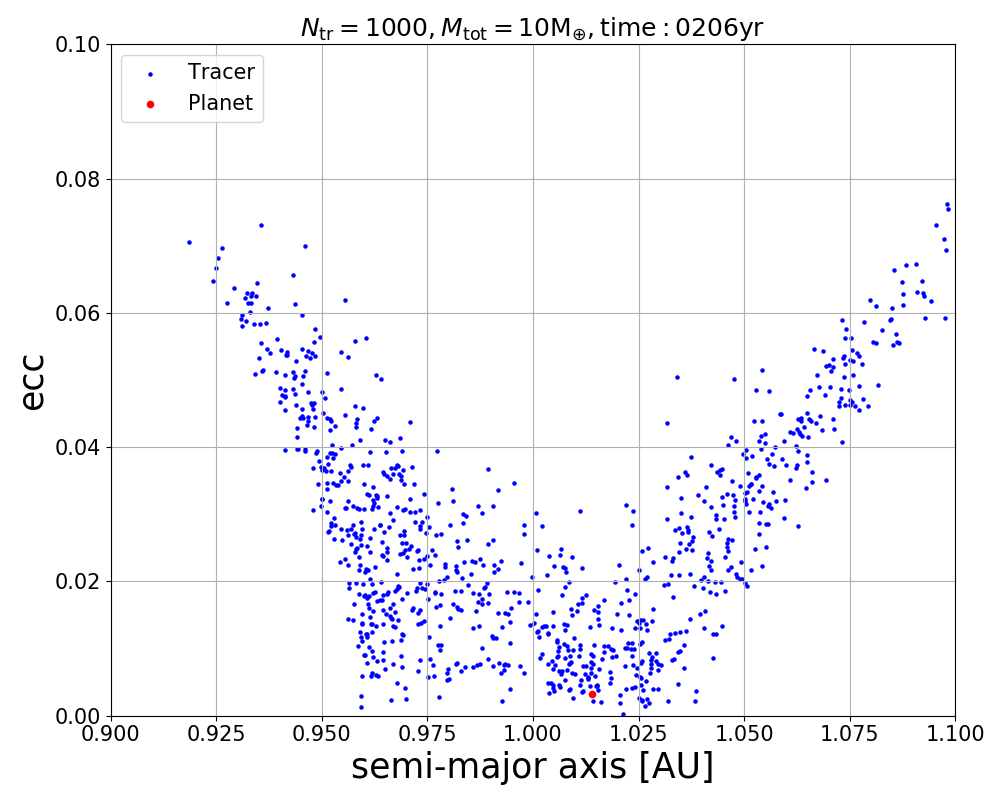 N_tr = 1000, M_tot = 10M_⊕, time : 0206yr
Tracer
Planet
0.10
0.08
0.06
0.04
0.02
0.00
ecc
0.900 0.925 0.950 0.975 1.000 1.025 1.050 1.075 1.100
semi-major axis [AU]